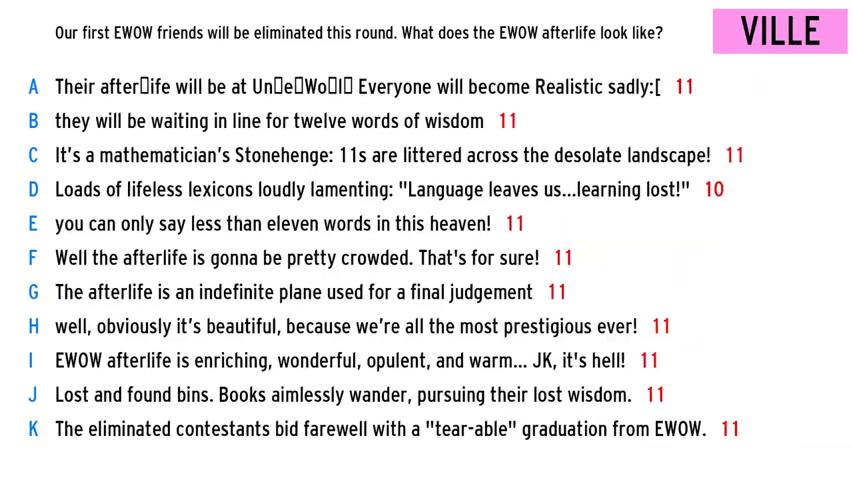 Our first EWOW friends will be eliminated this round. What does the EWOW afterlife look like?
VILLE
A Their after▯ife will be at Un▯e▯Wo▯l▯ Everyone will become Realistic sadly:[ 11
B they will be waiting in line for twelve words of wisdom 11
C It's a mathematician's Stonehenge: 11s are littered across the desolate landscape! 11
D Loads of lifeless lexicons loudly lamenting: "Language leaves us...learning lost!" 10
E you can only say less than eleven words in this heaven! 11
F Well the afterlife is gonna be pretty crowded. That's for sure! 11
G The afterlife is an indefinite plane used for a final judgement 11
H well, obviously it's beautiful, because we're all the most prestigious ever! 11
I EWOW afterlife is enriching, wonderful, opulent, and warm... JK, it's hell! 11
J Lost and found bins. Books aimlessly wander, pursuing their lost wisdom. 11
K The eliminated contestants bid farewell with a "tear-able" graduation from EWOW. 11